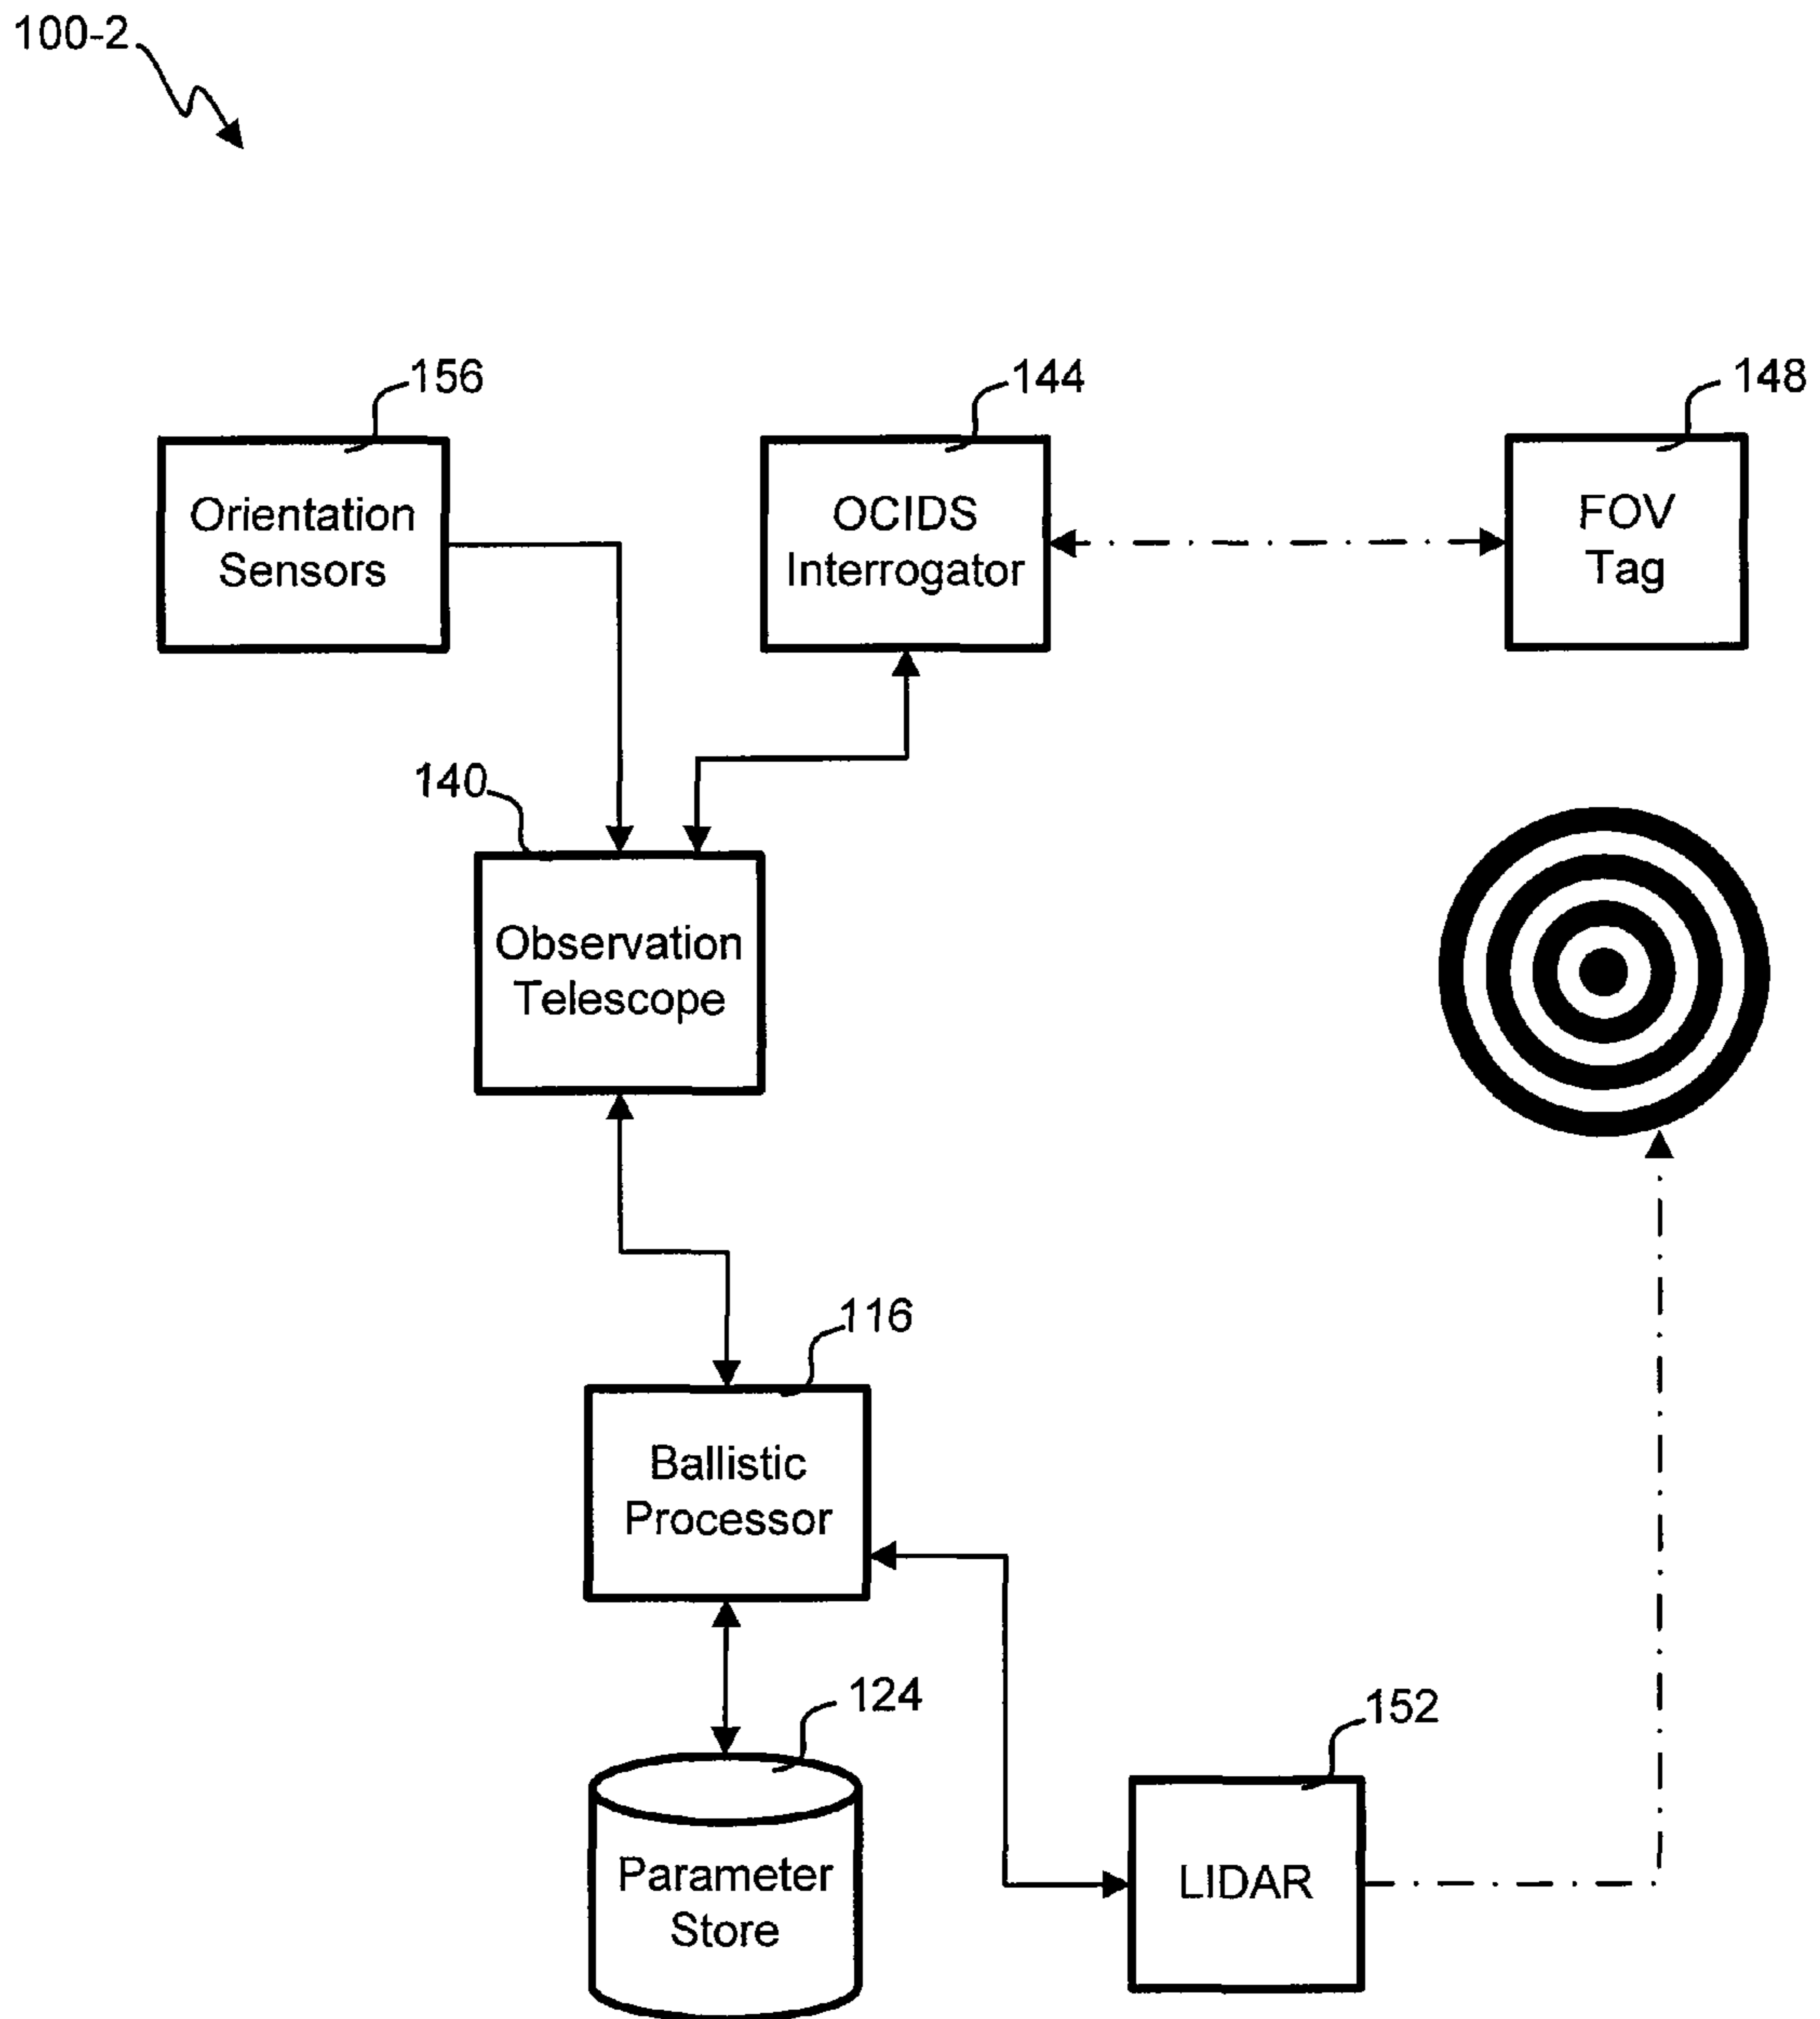 100-2
156
144
148
Orientation
Sensors
OCIDS
Interrogator
FOV
Tag
140
Observation
Telescope
116
Ballistic
Processor
124
152
Parameter
Store
LIDAR